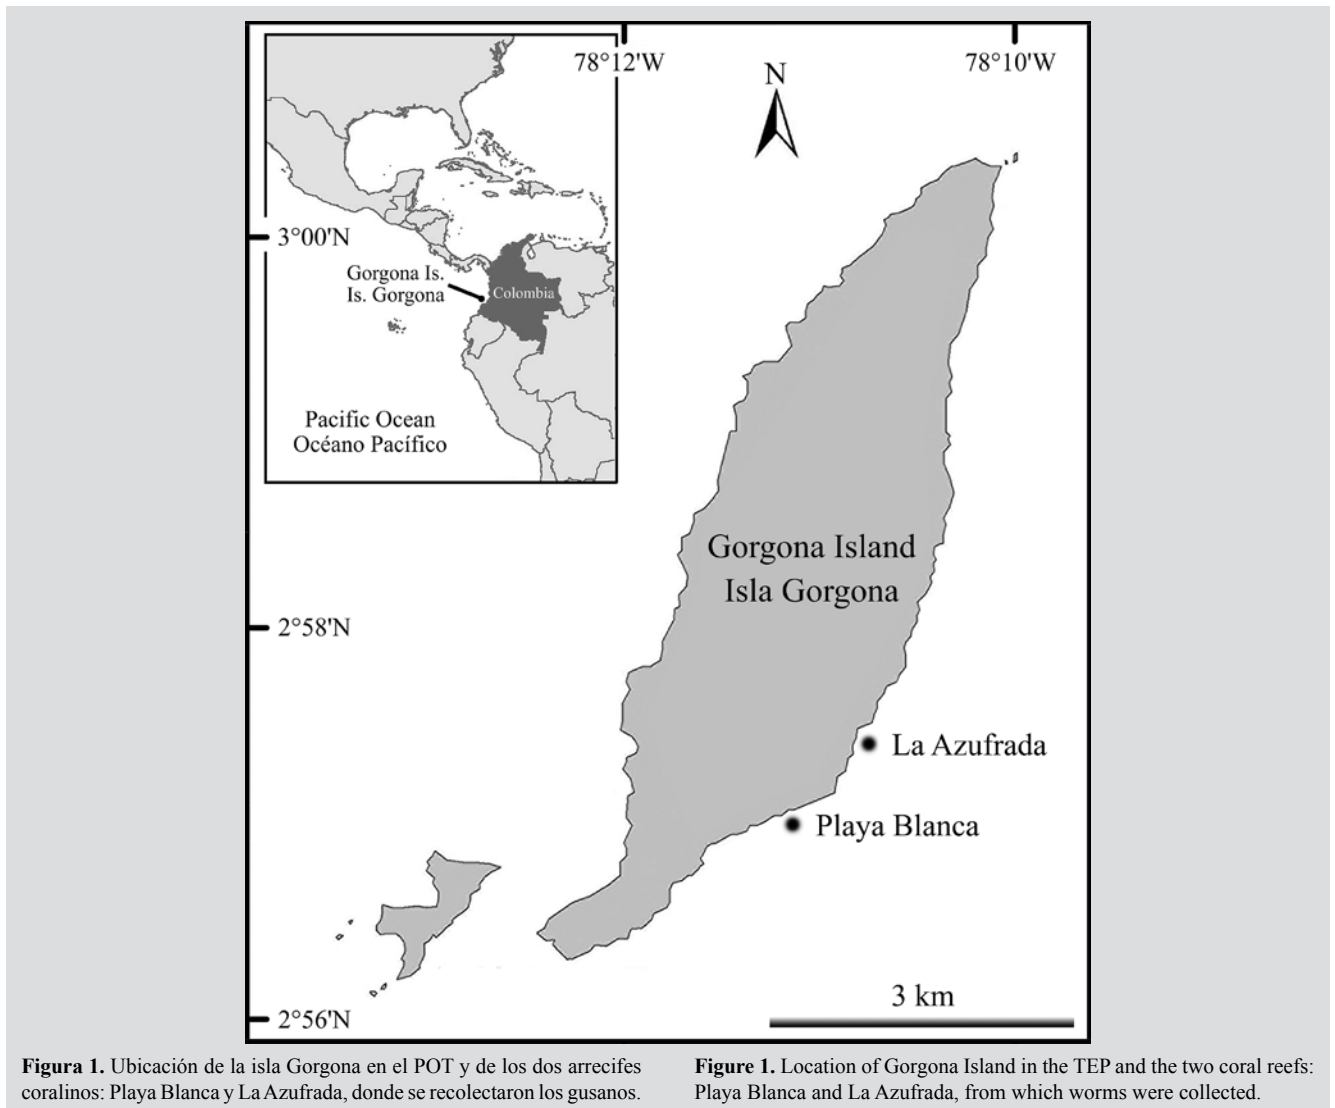 78°12'W
78°10'W
N
3°00'N
Gorgona Is.
Is. Gorgona
Colombia
Pacific Ocean
Océano Pacífico
Gorgona Island
Isla Gorgona
2°58'N
La Azufrada
Playa Blanca
3 km
2°56'N
Figura 1. Ubicación de la isla Gorgona en el POT y de los dos arrecifes
coralinos: Playa Blanca y La Azufrada, donde se recolectaron los gusanos.
Figure 1. Location of Gorgona Island in the TEP and the two coral reefs:
Playa Blanca and La Azufrada, from which worms were collected.